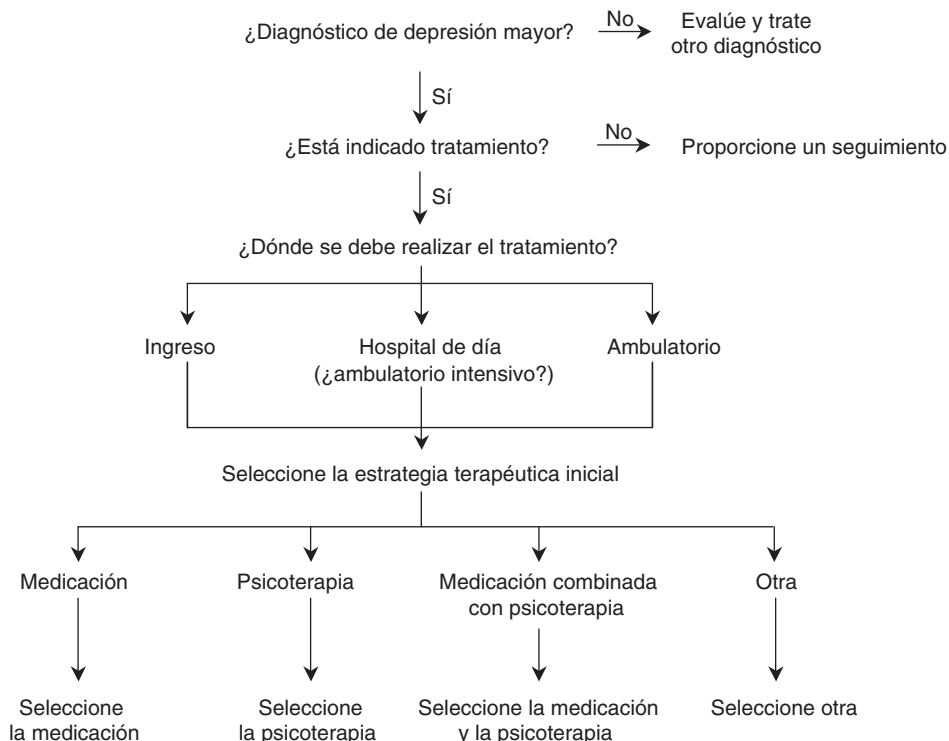 ¿Diagnóstico de depresión mayor?
No
Evalúe y trate
otro diagnóstico
Sí
¿Está indicado tratamiento?
No
Proporcione un seguimiento
Sí
¿Dónde se debe realizar el tratamiento?
Ingreso
Hospital de día
(¿ambulatorio intensivo?)
Ambulatorio
Seleccione la estrategia terapéutica inicial
Medicación
Psicoterapia
Medicación combinada
con psicoterapia
Otra
Seleccione
la medicación
Seleccione
la psicoterapia
Seleccione la medicación
y la psicoterapia
Seleccione otra